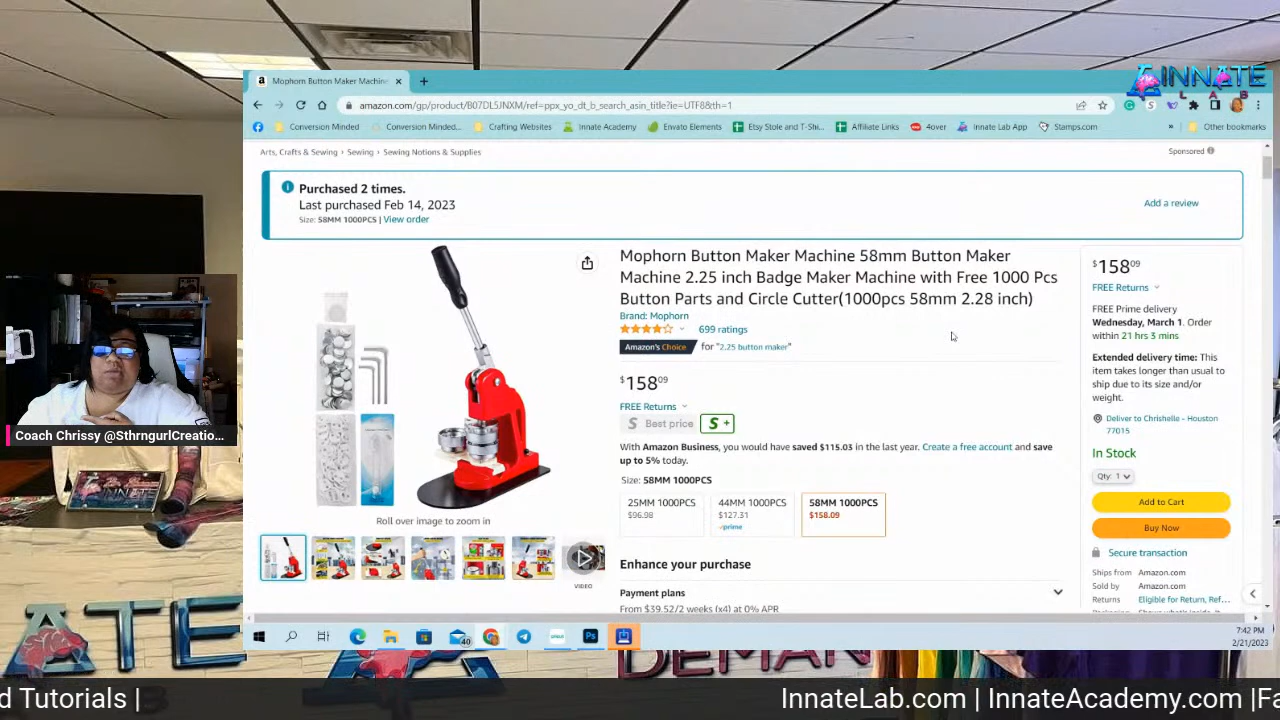 Mophorn Button Maker Machine
INNATE
LAB
amazon.com/gp/product/B07DL5JNXM/ref=ppx_yo_dt_b_search_asin_title?ie=UTF8&th=1
Conversion Minded
Conversion Minded...
Crafting Websites
Innate Academy
Envato Elements
Etsy Stole and T-Shi...
Affiliate Links
4over
Innate Lab App
Stamps.com
»
Other bookmarks
Arts, Crafts & Sewing › Sewing › Sewing Notions & Supplies
Sponsored
Purchased 2 times.
Last purchased Feb 14, 2023
Size: 58MM 1000PCS | View order
Add a review
Mophorn Button Maker Machine 58mm Button Maker
Machine 2.25 inch Badge Maker Machine with Free 1000 Pcs
Button Parts and Circle Cutter(1000pcs 58mm 2.28 inch)
Brand: Mophorn
699 ratings
Amazon's Choice for "2.25 button maker"
$158.09
FREE Returns
S Best price S +
With Amazon Business, you would have saved $115.03 in the last year. Create a free account and save
up to 5% today.
Size: 58MM 1000PCS
25MM 1000PCS
$96.98
44MM 1000PCS
$127.31
prime
58MM 1000PCS
$158.09
Enhance your purchase
Payment plans
From $39.52/2 weeks (x4) at 0% APR
Roll over image to zoom in
VIDEO
$158.09
FREE Returns
FREE Prime delivery
Wednesday, March 1. Order
within 21 hrs 3 mins
Extended delivery time: This
item takes longer than usual to
ship due to its size and/or
weight.
Deliver to Chrishelle - Houston
77015
In Stock
Qty: 1
Add to Cart
Buy Now
Secure transaction
Ships from Amazon.com
Sold by Amazon.com
Returns Eligible for Return, Ref...
40
7:42 PM
2/21/2023
Coach Chrissy @SthrngurlCreatio...
INNATE
ATE
DEMAN
d Tutorials |
InnateLab.com | InnateAcademy.com |Fa